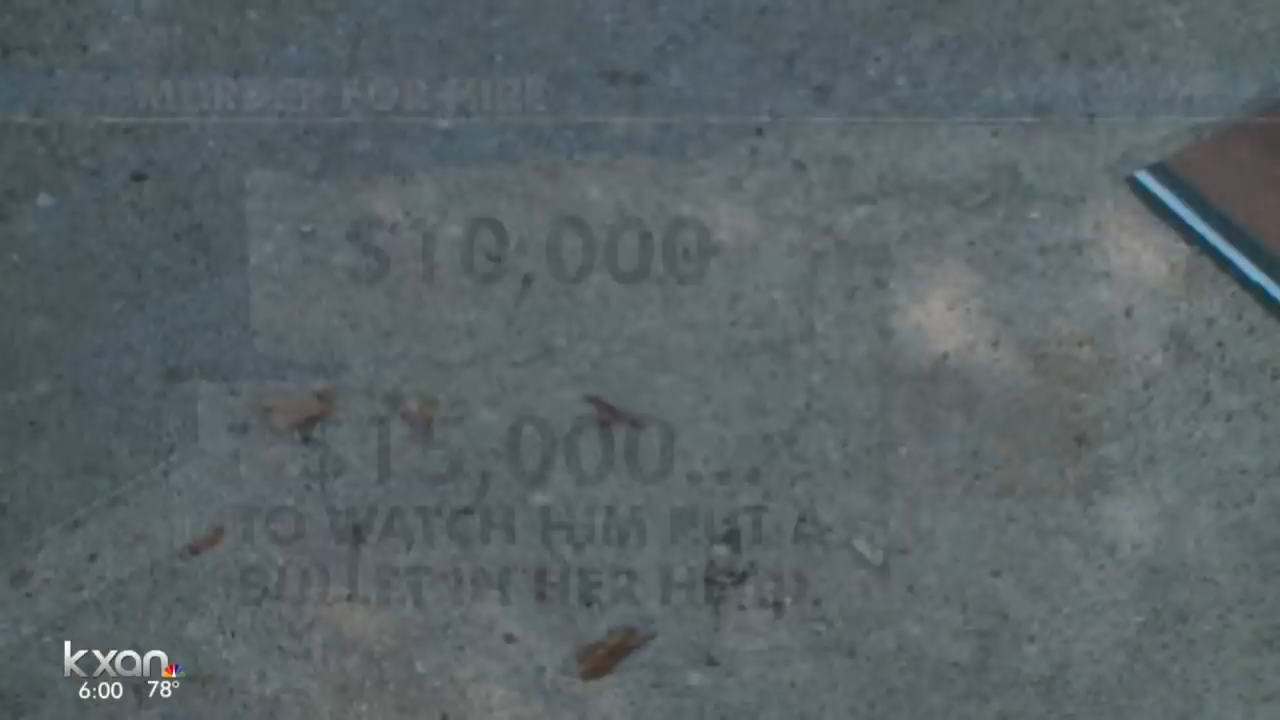 MURDER FOR HIRE
$10,000
$15,000...
TO WATCH HIM PUT A
BULLET IN HER HEAD.
kxan
6:00 78°